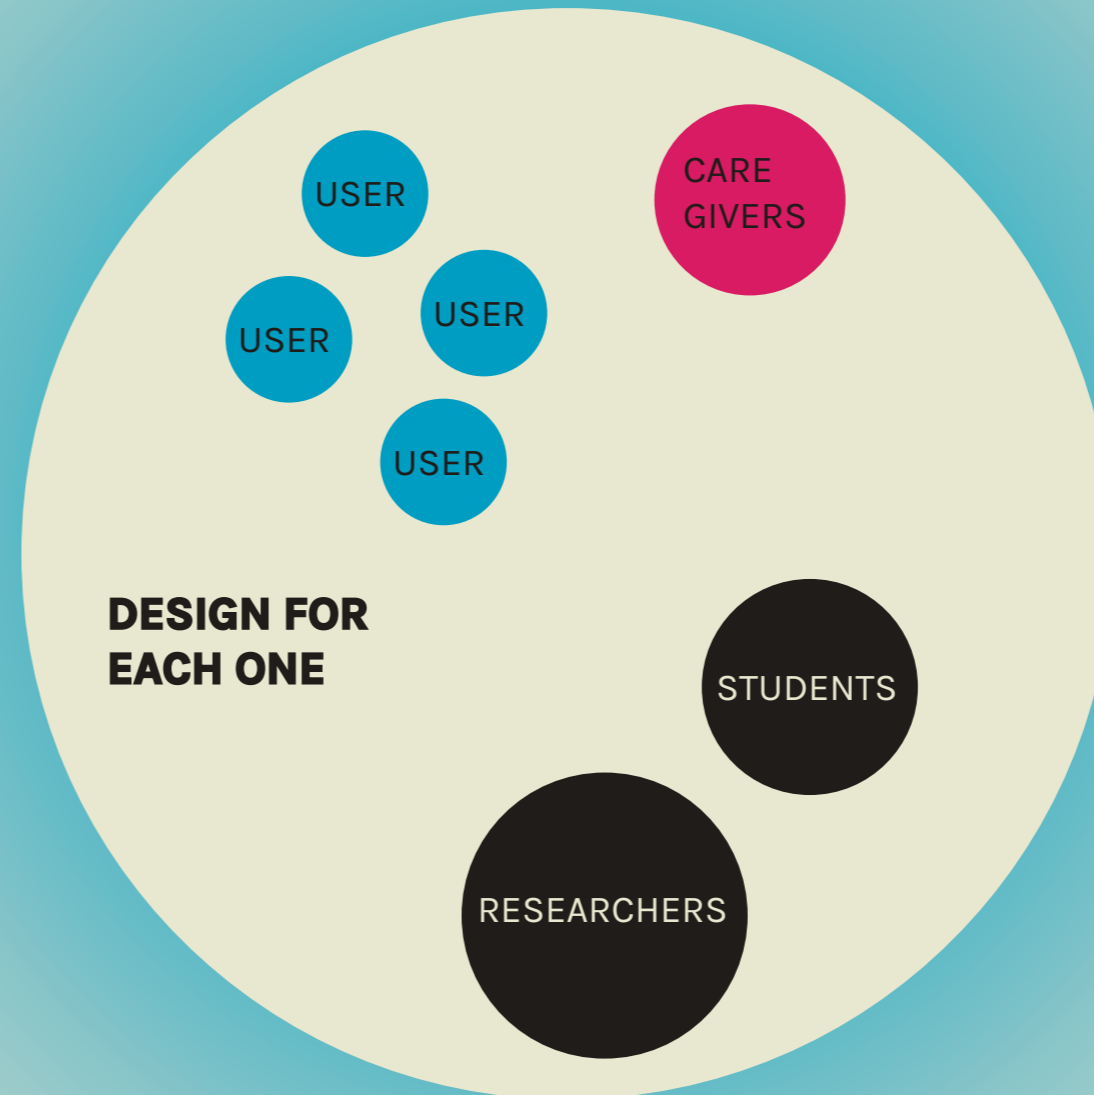 USER
CARE
GIVERS
USER
USER
USER
DESIGN FOR
EACH ONE
STUDENTS
RESEARCHERS